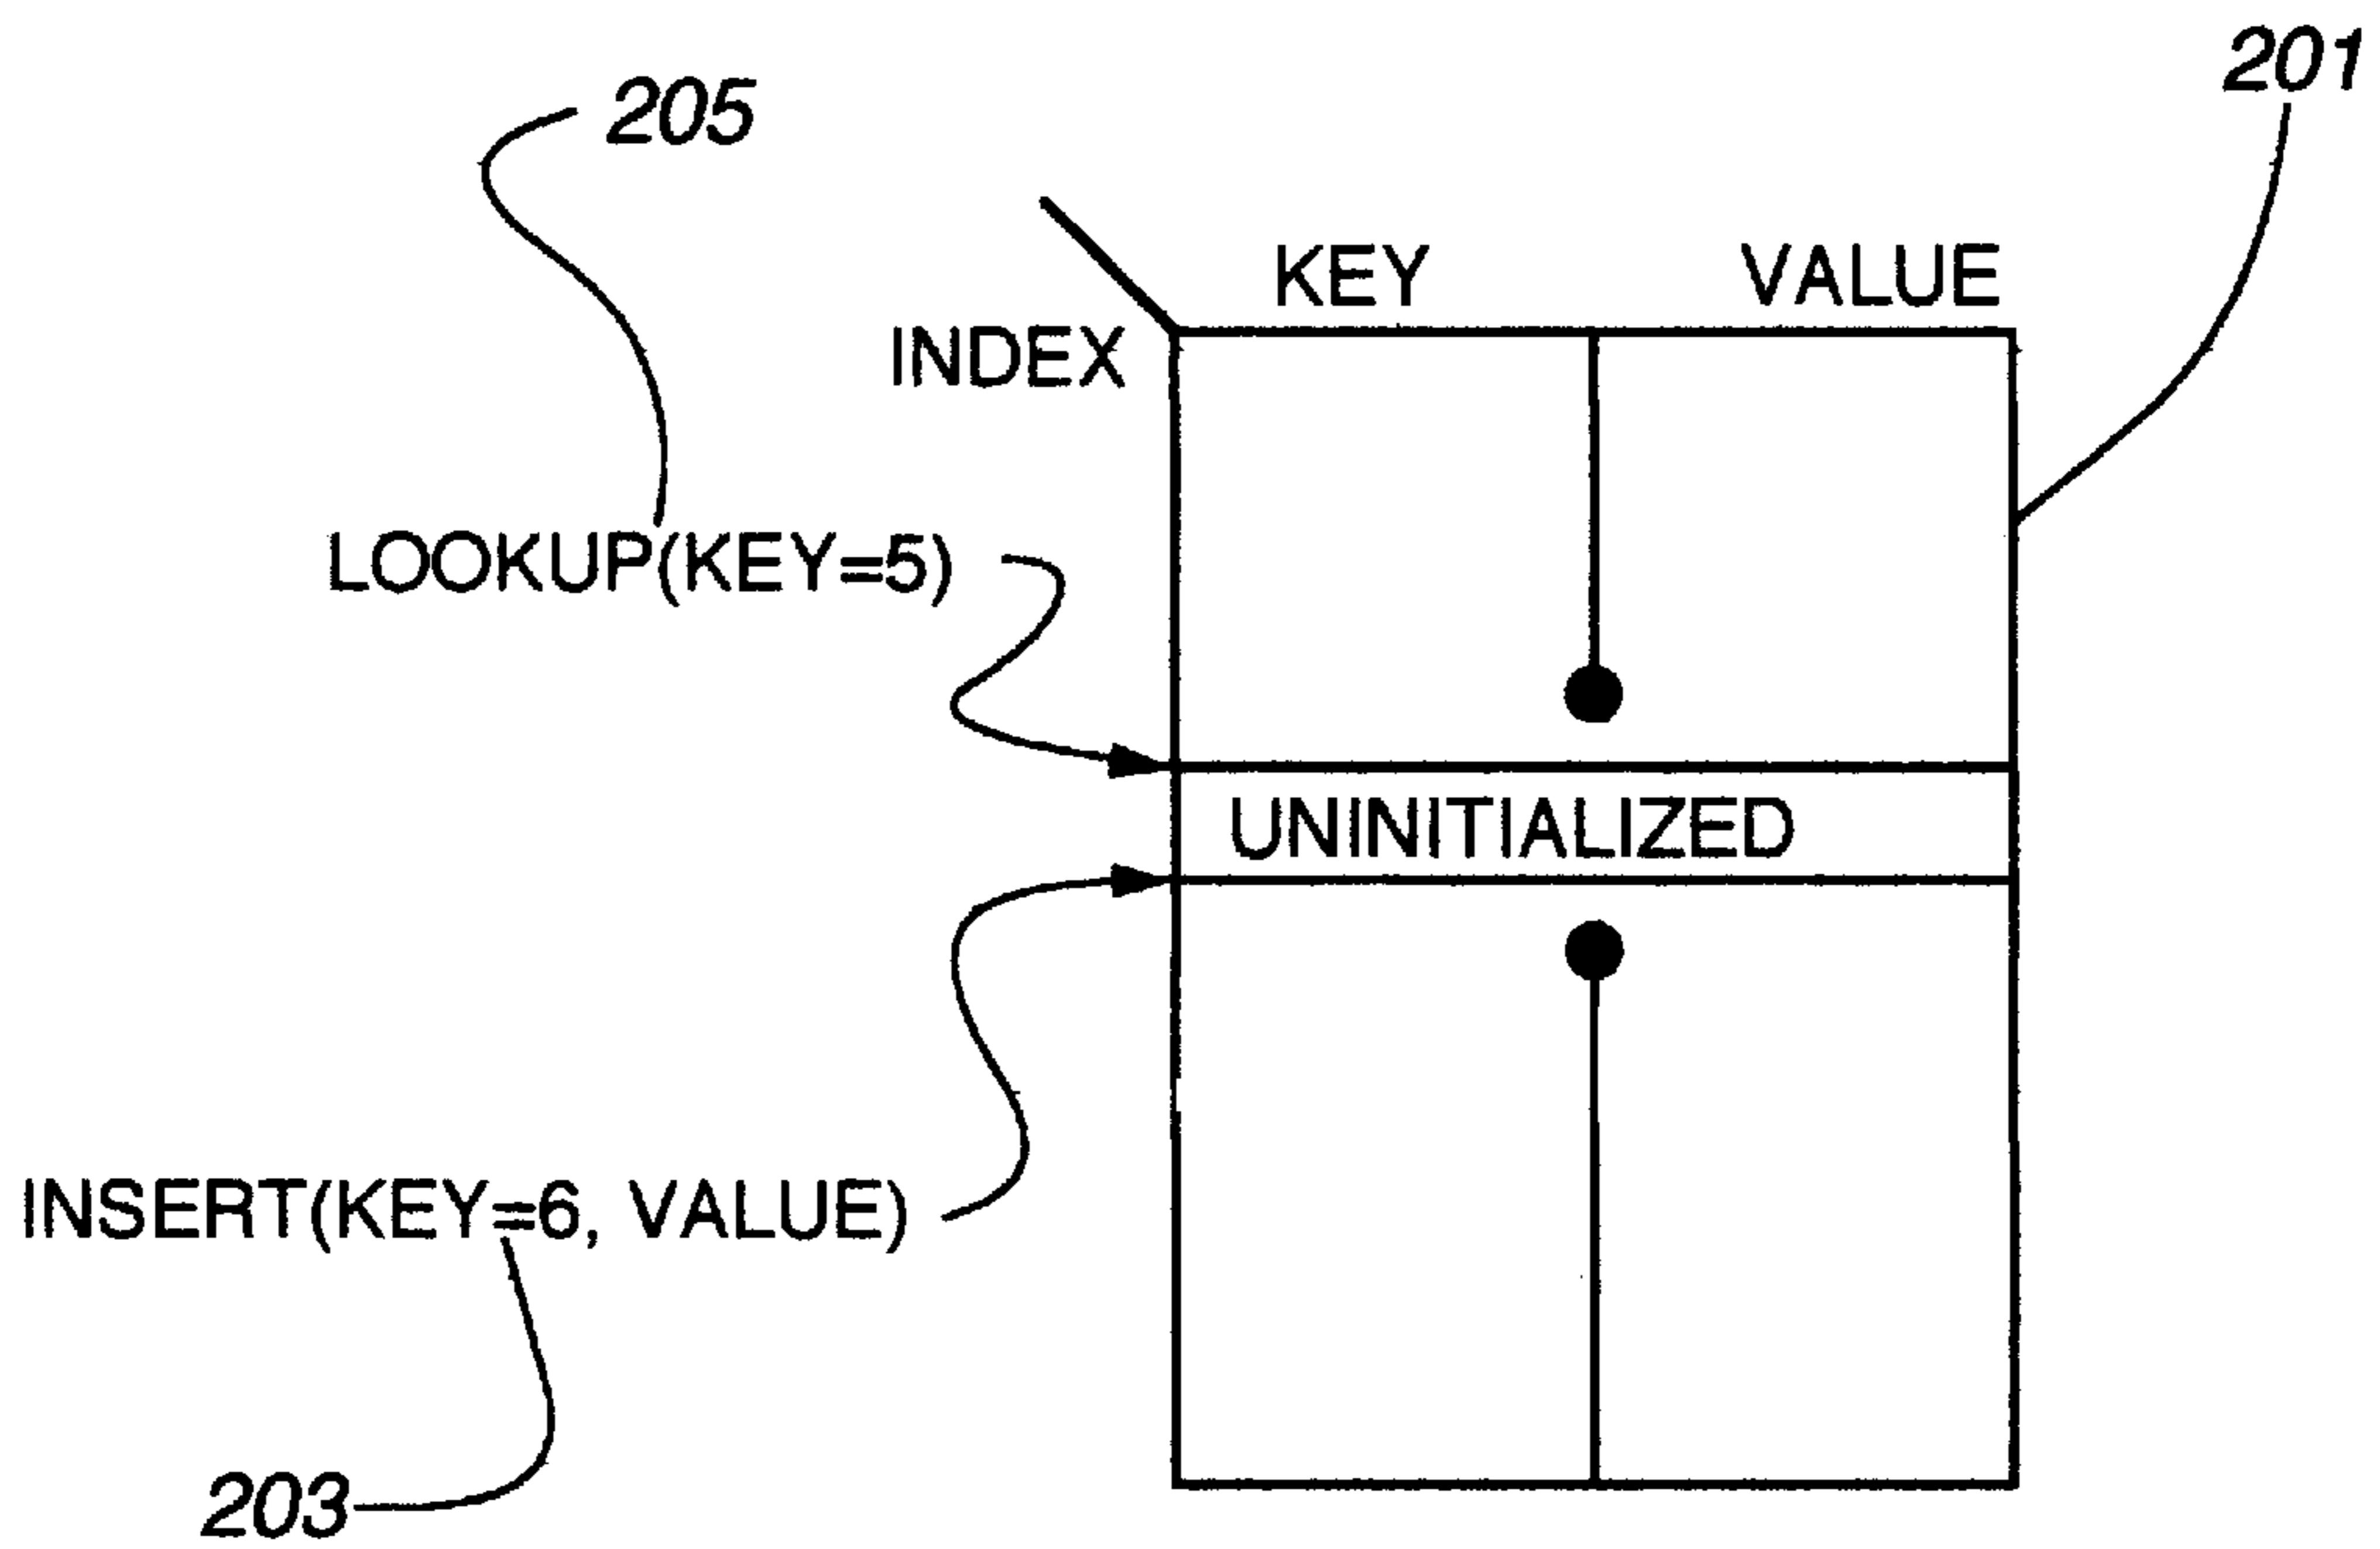 201
205
KEY VALUE
INDEX
LOOKUP(KEY=5)
UNINITIALIZED
INSERT(KEY=6, VALUE)
203